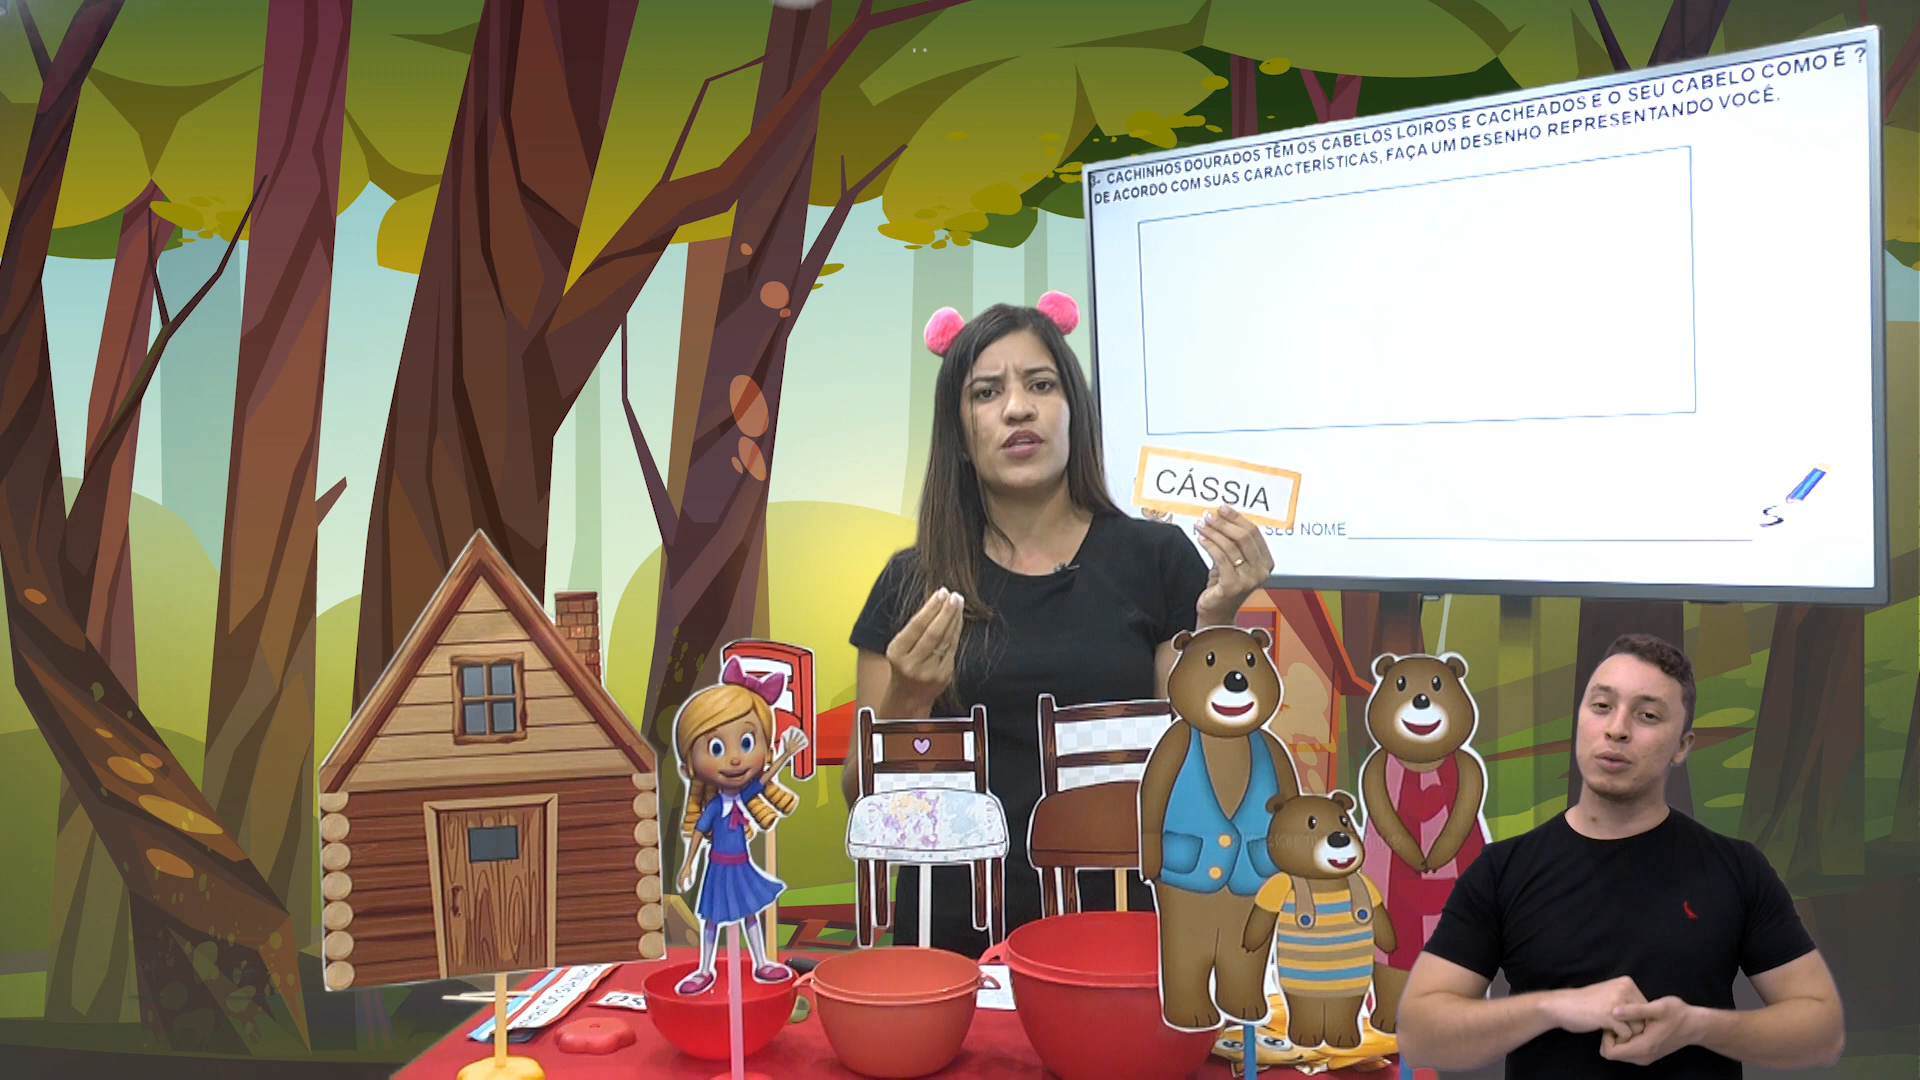 3- CACHINHOS DOURADOS TÊM OS CABELOS LOIROS E CACHEADOS E O SEU CABELO COMO É ?
DE ACORDO COM SUAS CARACTERÍSTICAS, FAÇA UM DESENHO REPRESENTANDO VOCÊ.
CÁSSIA
SEU NOME